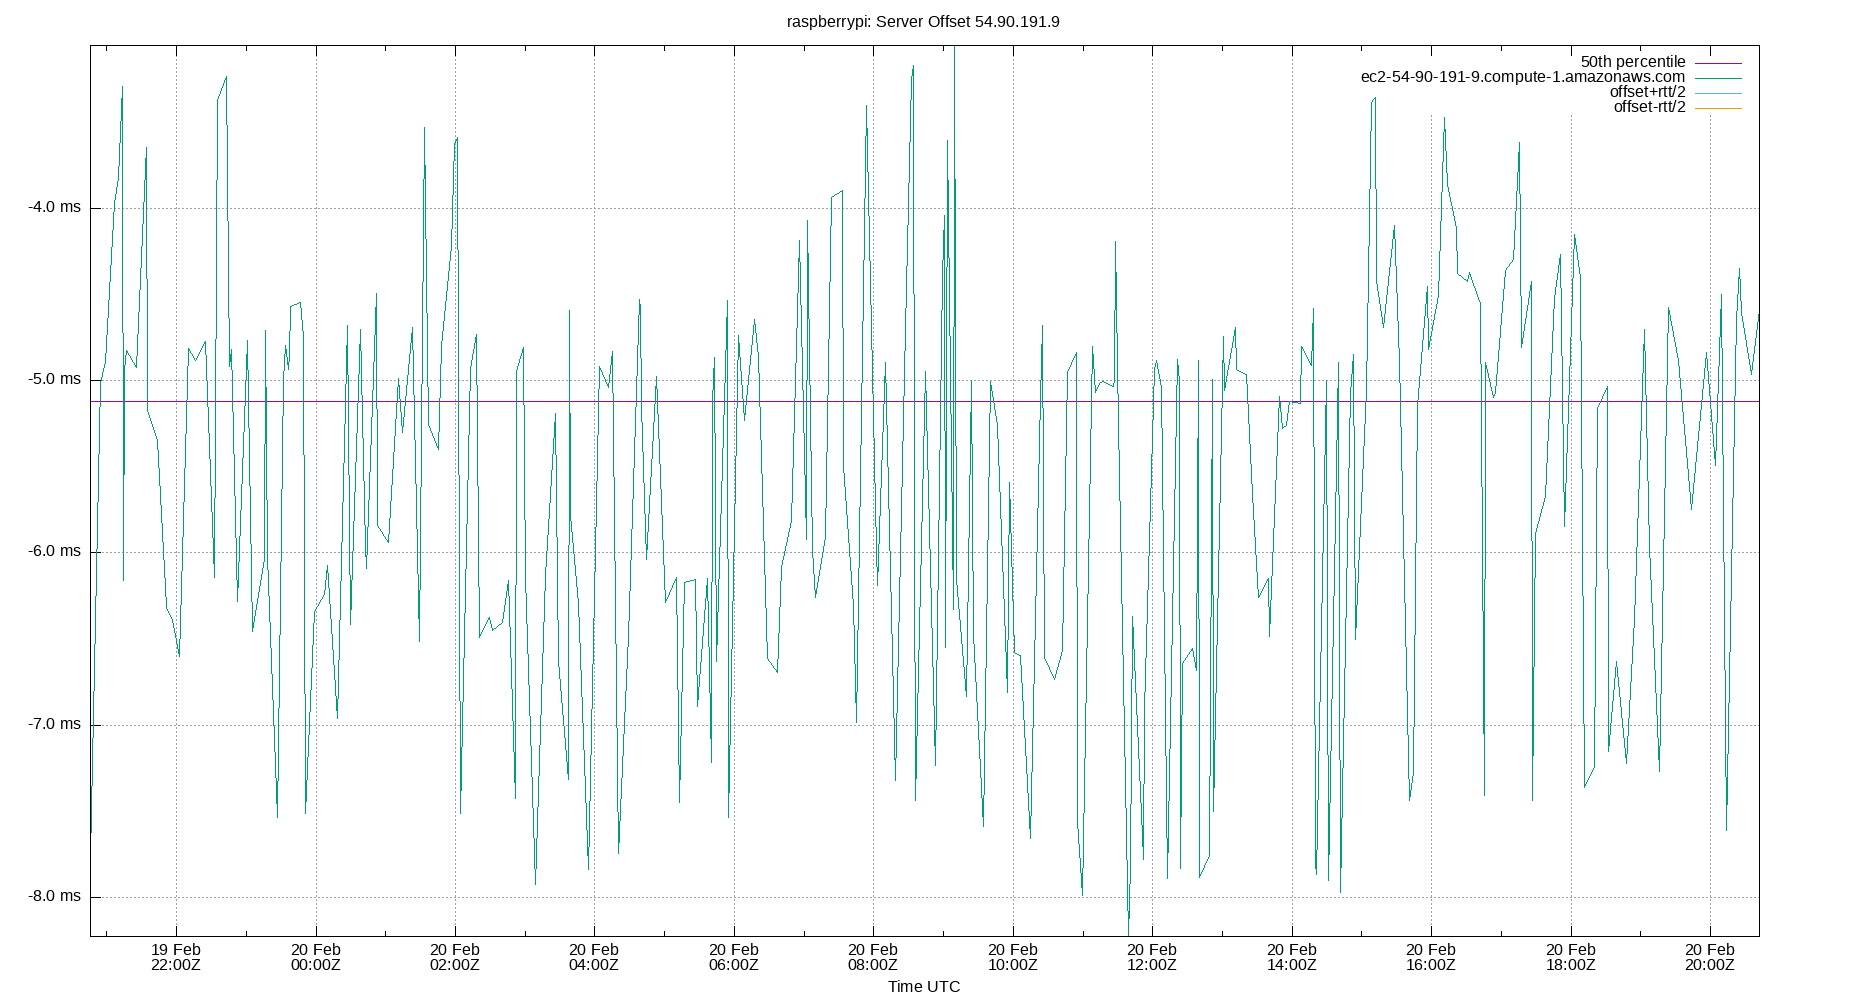 raspberrypi: Server Offset 54.90.191.9
50th percentile
ec2-54-90-191-9.compute-1.amazonaws.com
offset+rtt/2
offset-rtt/2
-4.0 ms
-5.0 ms
-6.0 ms
-7.0 ms
-8.0 ms
19 Feb 20 Feb 20 Feb 20 Feb 20 Feb 20 Feb 20 Feb 20 Feb 20 Feb 20 Feb 20 Feb 20 Feb
22:00Z 00:00Z 02:00Z 04:00Z 06:00Z 08:00Z 10:00Z 12:00Z 14:00Z 16:00Z 18:00Z 20:00Z
Time UTC